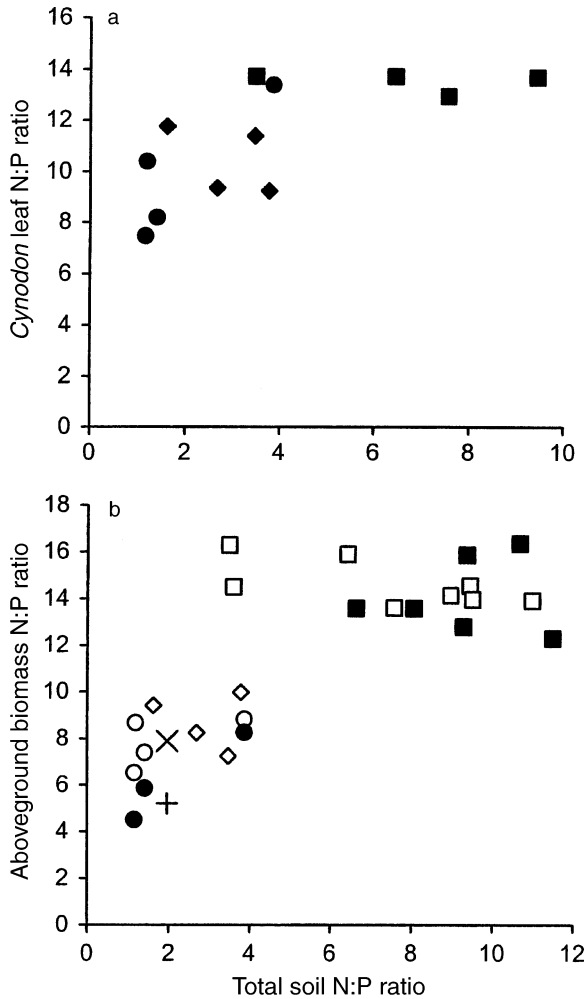 a
16
14
12
10
8
6
4
2
0
Cynodon leaf N:P ratio
0 2 4 6 8 10
b
18
16
14
12
10
8
6
4
2
0
Aboveground biomass N:P ratio
0 2 4 6 8 10 12
Total soil N:P ratio